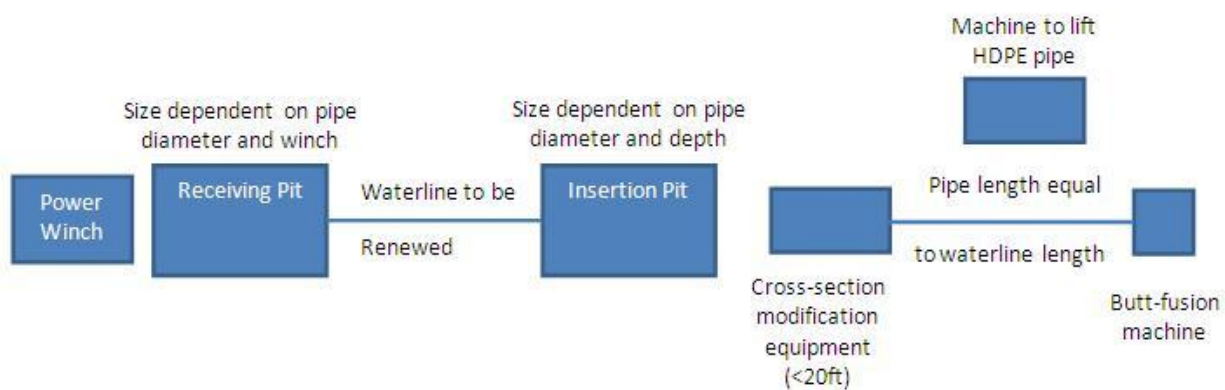 Machine to lift
HDPE pipe
Size dependent on pipe
diameter and winch
Size dependent on pipe
diameter and depth
Power
Winch
Receiving Pit
Waterline to be
Renewed
Insertion Pit
Pipe length equal
to waterline length
Cross-section
modification
equipment
(<20ft)
Butt-fusion
machine